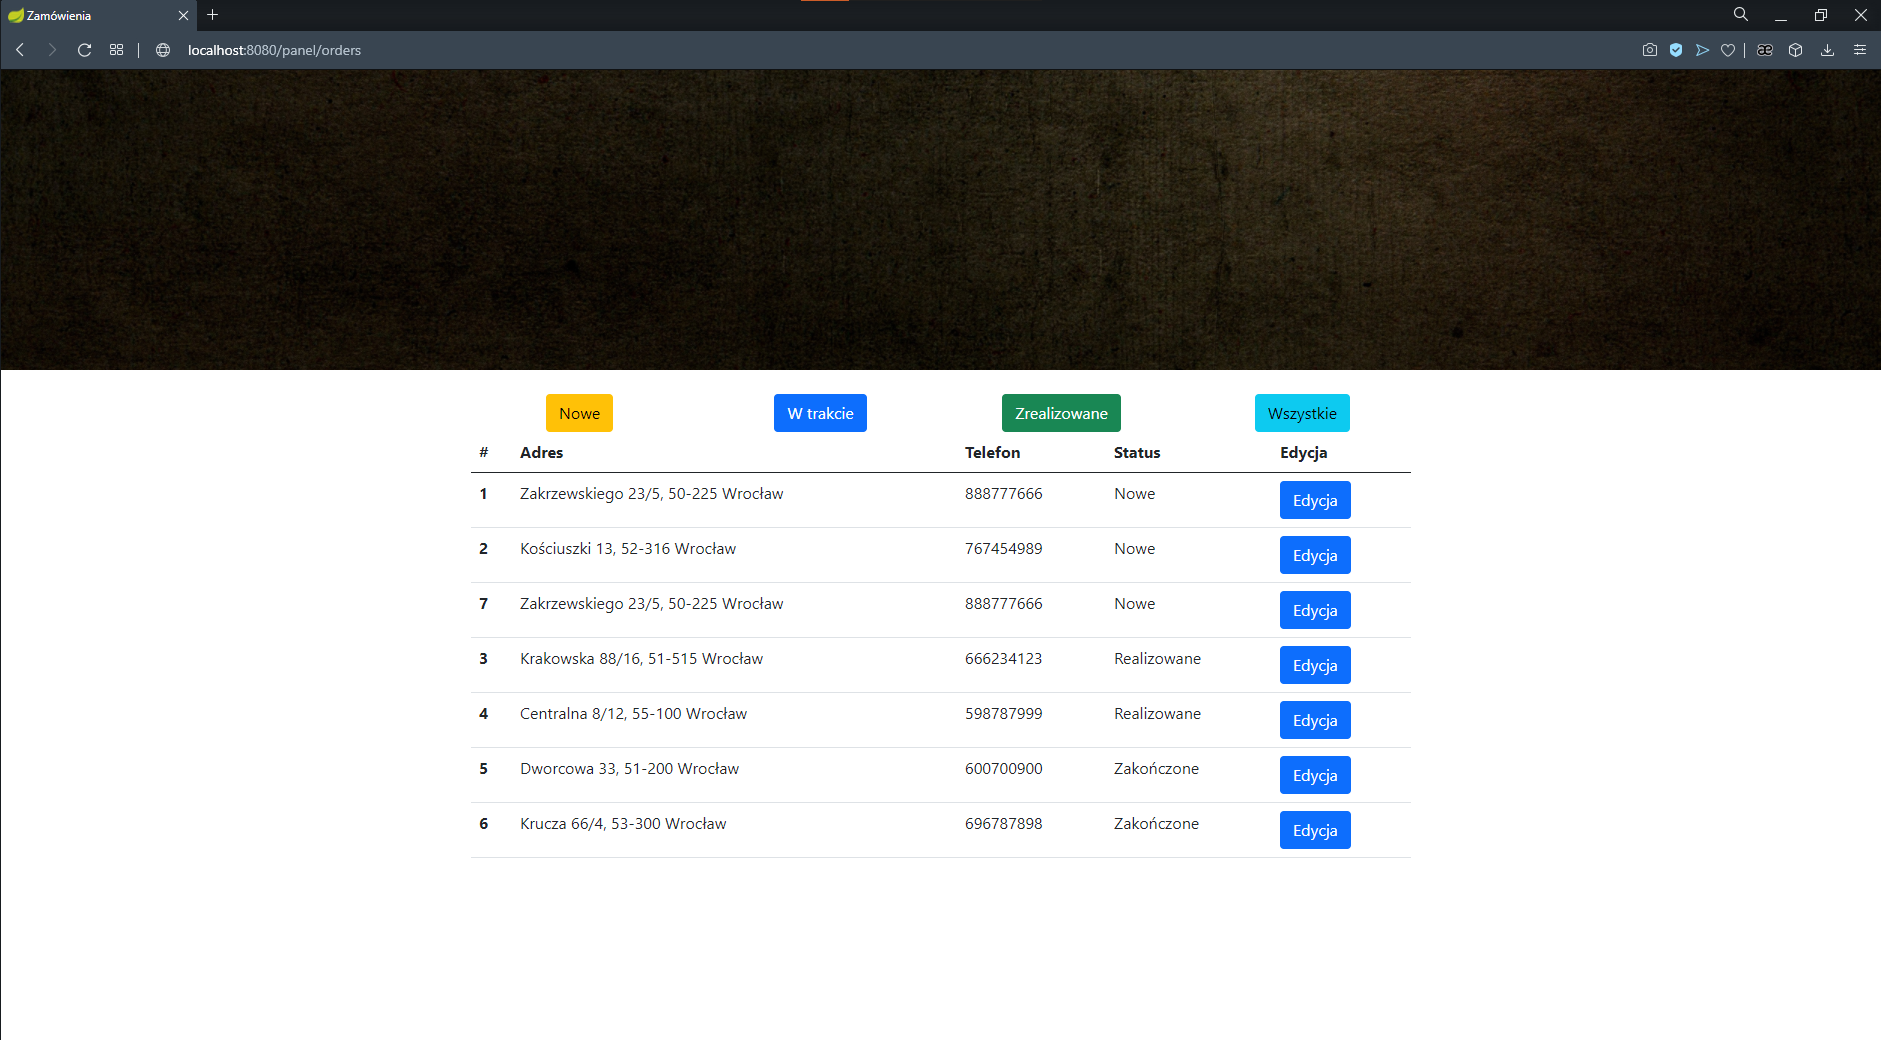 Zamówienia
localhost:8080/panel/orders
Nowe W trakcie Zrealizowane Wszystkie
# Adres Telefon Status Edycja
1 Zakrzewskiego 23/5, 50-225 Wrocław 888777666 Nowe Edycja
2 Kościuszki 13, 52-316 Wrocław 767454989 Nowe Edycja
7 Zakrzewskiego 23/5, 50-225 Wrocław 888777666 Nowe Edycja
3 Krakowska 88/16, 51-515 Wrocław 666234123 Realizowane Edycja
4 Centralna 8/12, 55-100 Wrocław 598787999 Realizowane Edycja
5 Dworcowa 33, 51-200 Wrocław 600700900 Zakończone Edycja
6 Krucza 66/4, 53-300 Wrocław 696787898 Zakończone Edycja